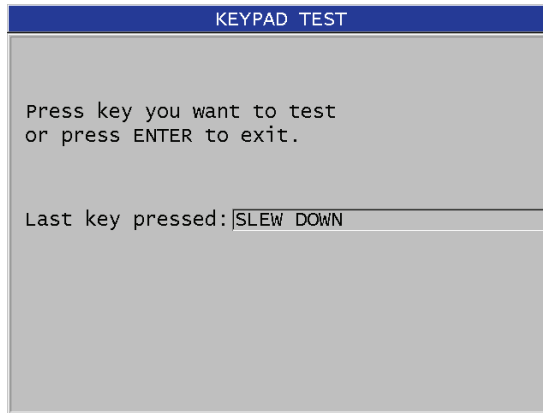 KEYPAD TEST
Press key you want to test
or press ENTER to exit.
Last key pressed: SLEW DOWN